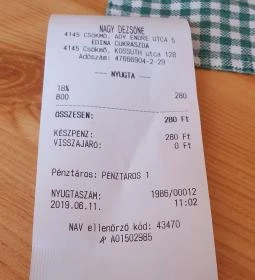 NAGY DEZSŐNÉ
4145 CSÖKMŐ, ADY ENDRE UTCA 5
EDINA CUKRÁSZDA
4145 CSÖKMŐ, KOSSUTH utca 128
Adószám: 47666904-2-29
NYUGTA
18%
B00 280
ÖSSZESEN: 280 Ft
KÉSZPÉNZ: 280 Ft
VISSZAJÁRÓ: 0 Ft
Pénztáros: PÉNZTÁROS 1
NYUGTASZÁM: 1986/00012
2019.06.11. 11:02
NAV ellenőrző kód: 43470
AP A01502985